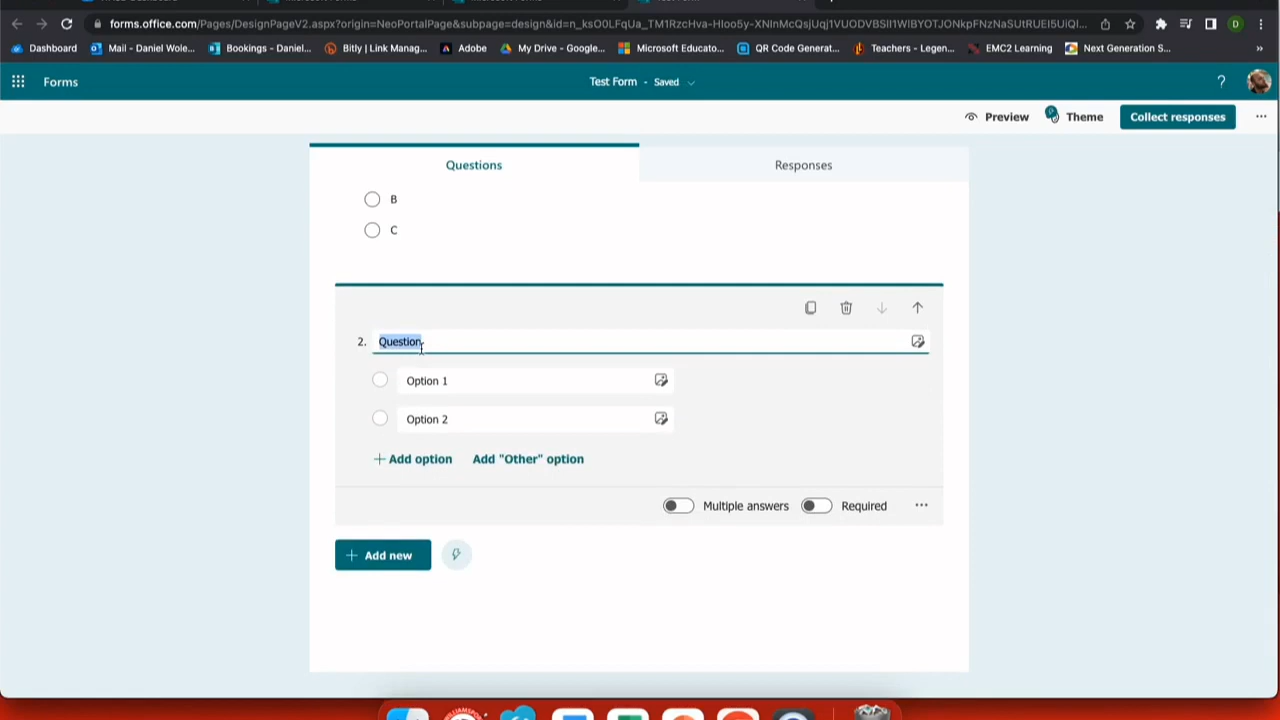 forms.office.com/Pages/DesignPageV2.aspx?origin=NeoPortalPage&subpage=design&id=n_ksO0LFqUa_TM1RzcHva-Hloo5y-XNInMcQsjUqj1VUODVBSlI1WlBYOTJONkpFNzNaSUtRUEI5UiQl...
D
Dashboard
Mail - Daniel Wole...
Bookings - Daniel...
Bitly | Link Manag...
Adobe
My Drive - Google...
Microsoft Educato...
QR Code Generat...
Teachers - Legen...
EMC2 Learning
Next Generation S...
»
Forms
Test Form - Saved
?
Preview
Theme
Collect responses
Questions
Responses
B
C
2. Question
Option 1
Option 2
+ Add option
Add "Other" option
Multiple answers
Required
+ Add new